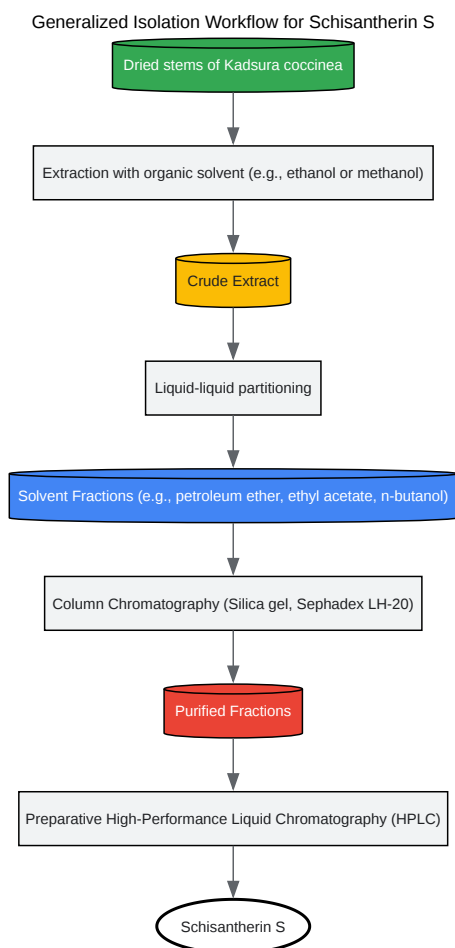 Generalized Isolation Workflow for Schisantherin S
Dried stems of Kadsura coccinea
Extraction with organic solvent (e.g., ethanol or methanol)
Crude Extract
Liquid-liquid partitioning
Solvent Fractions (e.g., petroleum ether, ethyl acetate, n-butanol)
Column Chromatography (Silica gel, Sephadex LH-20)
Purified Fractions
Preparative High-Performance Liquid Chromatography (HPLC)
Schisantherin S